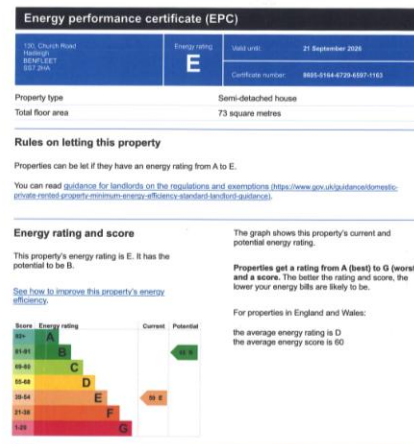 Energy performance certificate (EPC)
130, Church Road
Hadleigh
BENFLEET
SS7 2HA
Energy rating
E
Valid until:
21 September 2026
Certificate number:
Property type
Semi-detached house
Total floor area
73 square metres
Rules on letting this property
Properties can be let if they have an energy rating from A to E.
You can read guidance for landlords on the regulations and exemptions (https://www.gov.uk/guidance/domestic-
private-rented-property-minimum-energy-efficiency-standard-landlord-guidance).
Energy rating and score
This property's energy rating is E. It has the
potential to be B.
See how to improve this property's energy
efficiency.
The graph shows this property's current and
potential energy rating.
Properties get a rating from A (best) to G (worst)
and a score. The better the rating and score, the
lower your energy bills are likely to be.
For properties in England and Wales:
the average energy rating is D
the average energy score is 60
Score Energy rating Current Potential
92+ A
81-91 B
69-80 C
55-68 D
39-54 E
21-38 F
1-20 G